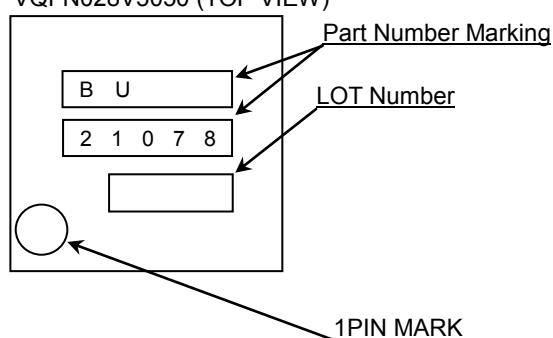 VQFN028V5050 (TOP VIEW)
Part Number Marking
B U
LOT Number
2 1 0 7 8
1PIN MARK